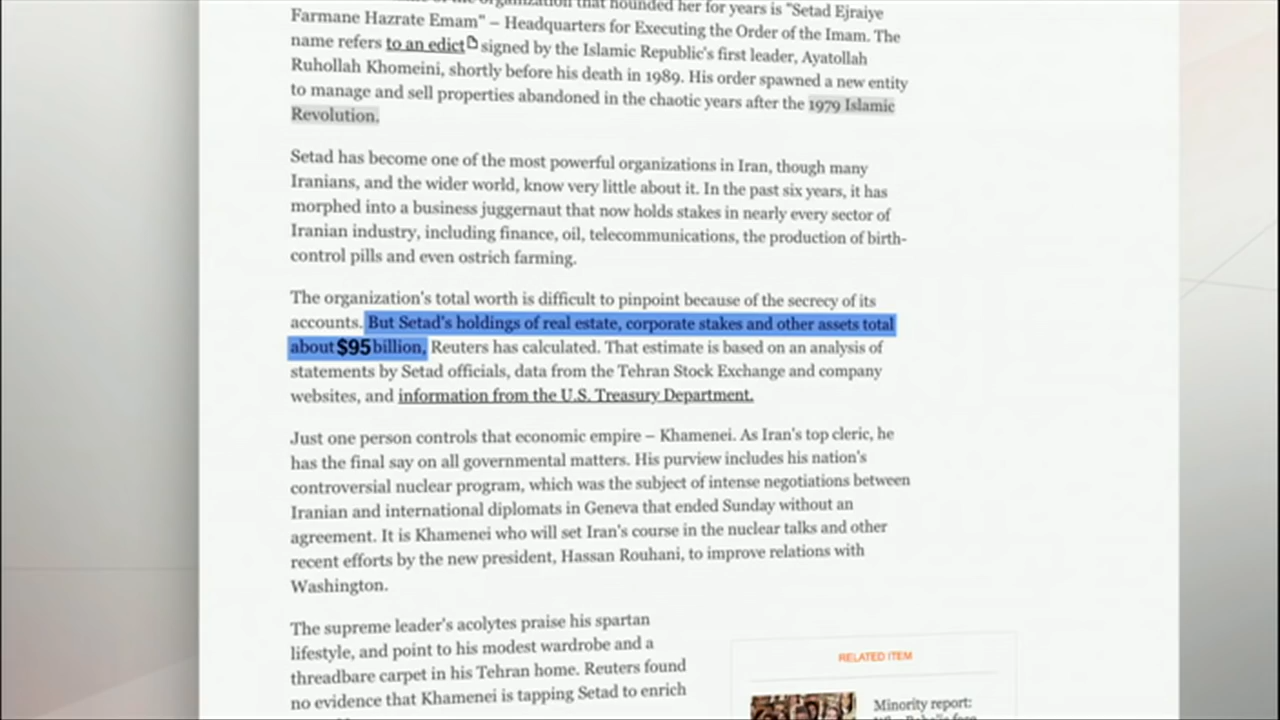 organization that hounded her for years is "Setad Ejraiye
Farmane Hazrate Emam" – Headquarters for Executing the Order of the Imam. The
name refers to an edict signed by the Islamic Republic's first leader, Ayatollah
Ruhollah Khomeini, shortly before his death in 1989. His order spawned a new entity
to manage and sell properties abandoned in the chaotic years after the 1979 Islamic
Revolution.
Setad has become one of the most powerful organizations in Iran, though many
Iranians, and the wider world, know very little about it. In the past six years, it has
morphed into a business juggernaut that now holds stakes in nearly every sector of
Iranian industry, including finance, oil, telecommunications, the production of birth-
control pills and even ostrich farming.
The organization's total worth is difficult to pinpoint because of the secrecy of its
accounts. But Setad's holdings of real estate, corporate stakes and other assets total
about $95 billion, Reuters has calculated. That estimate is based on an analysis of
statements by Setad officials, data from the Tehran Stock Exchange and company
websites, and information from the U.S. Treasury Department.
Just one person controls that economic empire – Khamenei. As Iran's top cleric, he
has the final say on all governmental matters. His purview includes his nation's
controversial nuclear program, which was the subject of intense negotiations between
Iranian and international diplomats in Geneva that ended Sunday without an
agreement. It is Khamenei who will set Iran's course in the nuclear talks and other
recent efforts by the new president, Hassan Rouhani, to improve relations with
Washington.
The supreme leader's acolytes praise his spartan
lifestyle, and point to his modest wardrobe and a
threadbare carpet in his Tehran home. Reuters found
no evidence that Khamenei is tapping Setad to enrich
RELATED ITEM
Minority report: